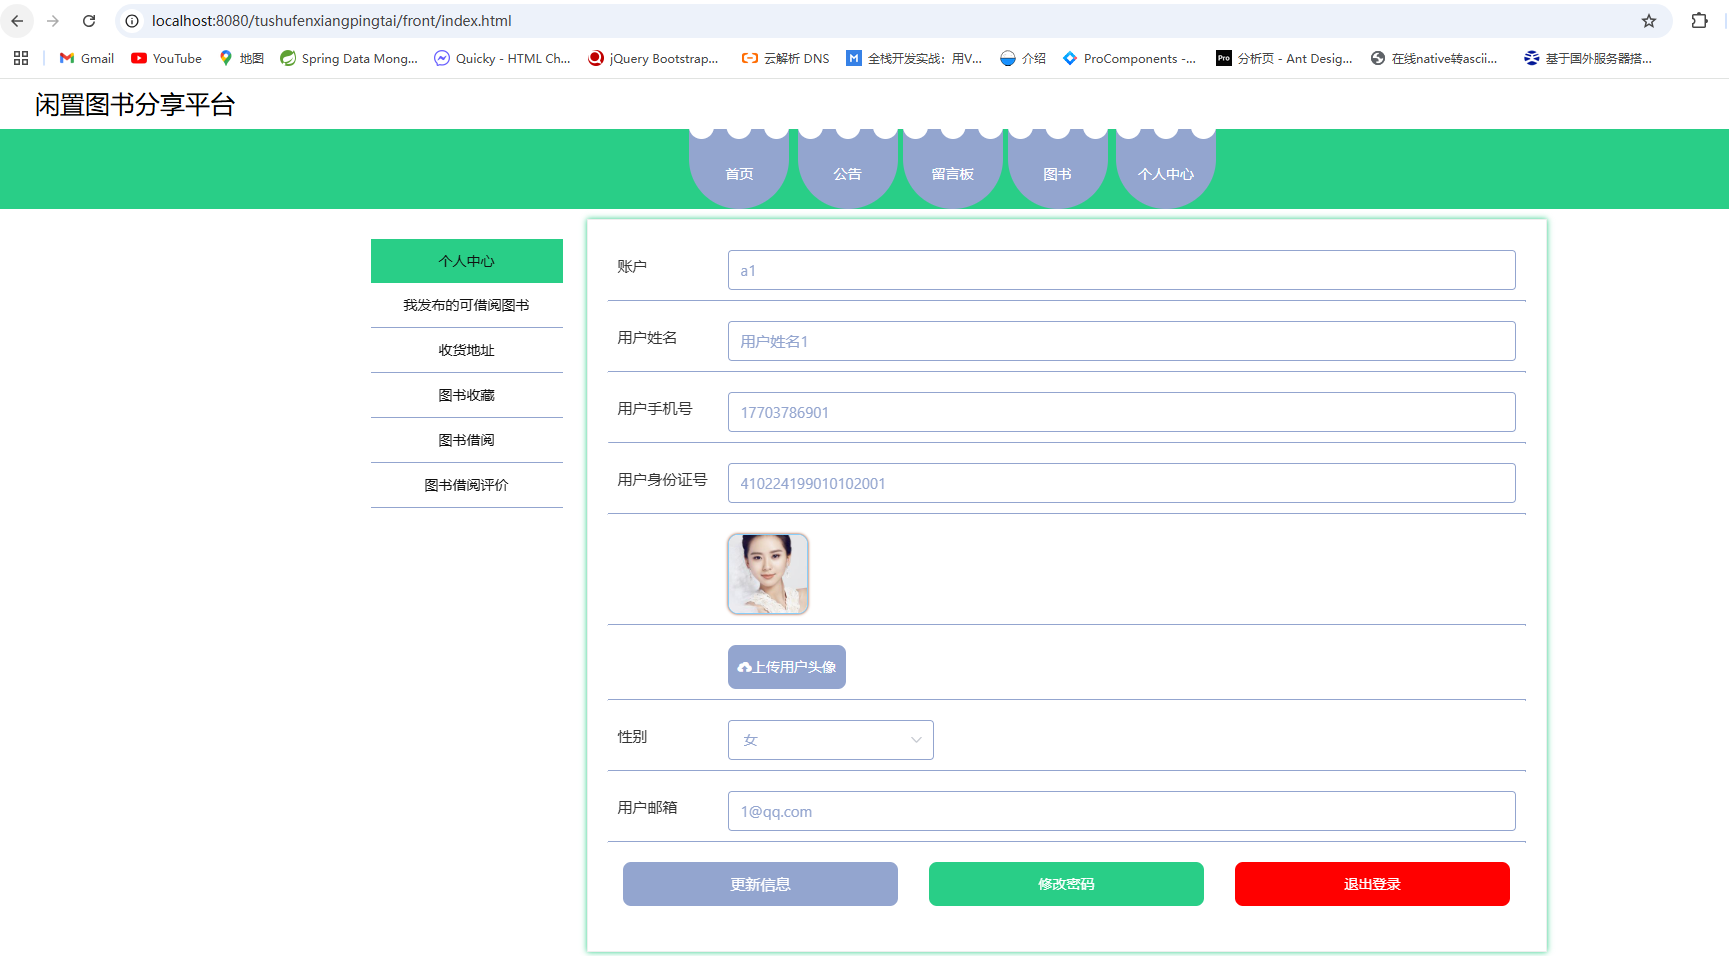 localhost:8080/tushufenxiangpingtai/front/index.html
Gmail YouTube 地图 Spring Data Mong... Quicky - HTML Ch... jQuery Bootstrap... 云解析 DNS 全栈开发实战：用V... 介绍 ProComponents -... 分析页 - Ant Desig... 在线native转ascii... 基于国外服务器搭...
闲置图书分享平台
首页 公告 留言板 图书 个人中心
个人中心
我发布的可借阅图书
收货地址
图书收藏
图书借阅
图书借阅评价
账户 a1
用户姓名 用户姓名1
用户手机号 17703786901
用户身份证号 410224199010102001
上传用户头像
性别 女
用户邮箱 1@qq.com
更新信息 修改密码 退出登录